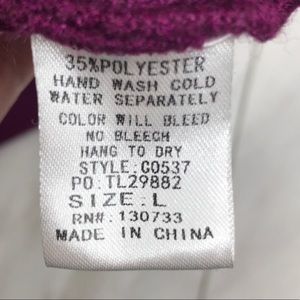 35%POLYESTER
HAND WASH COLD
WATER SEPARATELY
COLOR WILL BLEED
NO BLEECH
HANG TO DRY
STYLE:C0537
PO:TL29882
SIZE:L
RN#:130733
MADE IN CHINA